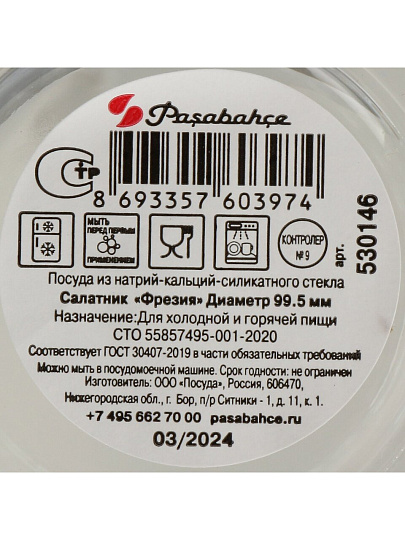 Paşabahçe
СТР
8 693357 603974
МЫТЬ
ПЕРЕД ПЕРВЫМ
ПРИМЕНЕНИЕМ
КОНТРОЛЕР
№ 9
арт. 530146
Посуда из натрий-кальций-силикатного стекла
Салатник «Фрезия» Диаметр 99.5 мм
Назначение: Для холодной и горячей пищи
СТО 55857495-001-2020
Соответствует ГОСТ 30407-2019 в части обязательных требований
Можно мыть в посудомоечной машине. Срок годности: не ограничен
Изготовитель: ООО «Посуда», Россия, 606470,
Нижегородская обл., г. Бор, п/р Ситники - 1, д. 11, к. 1.
+7 495 662 70 00 pasabahce.ru
03/2024